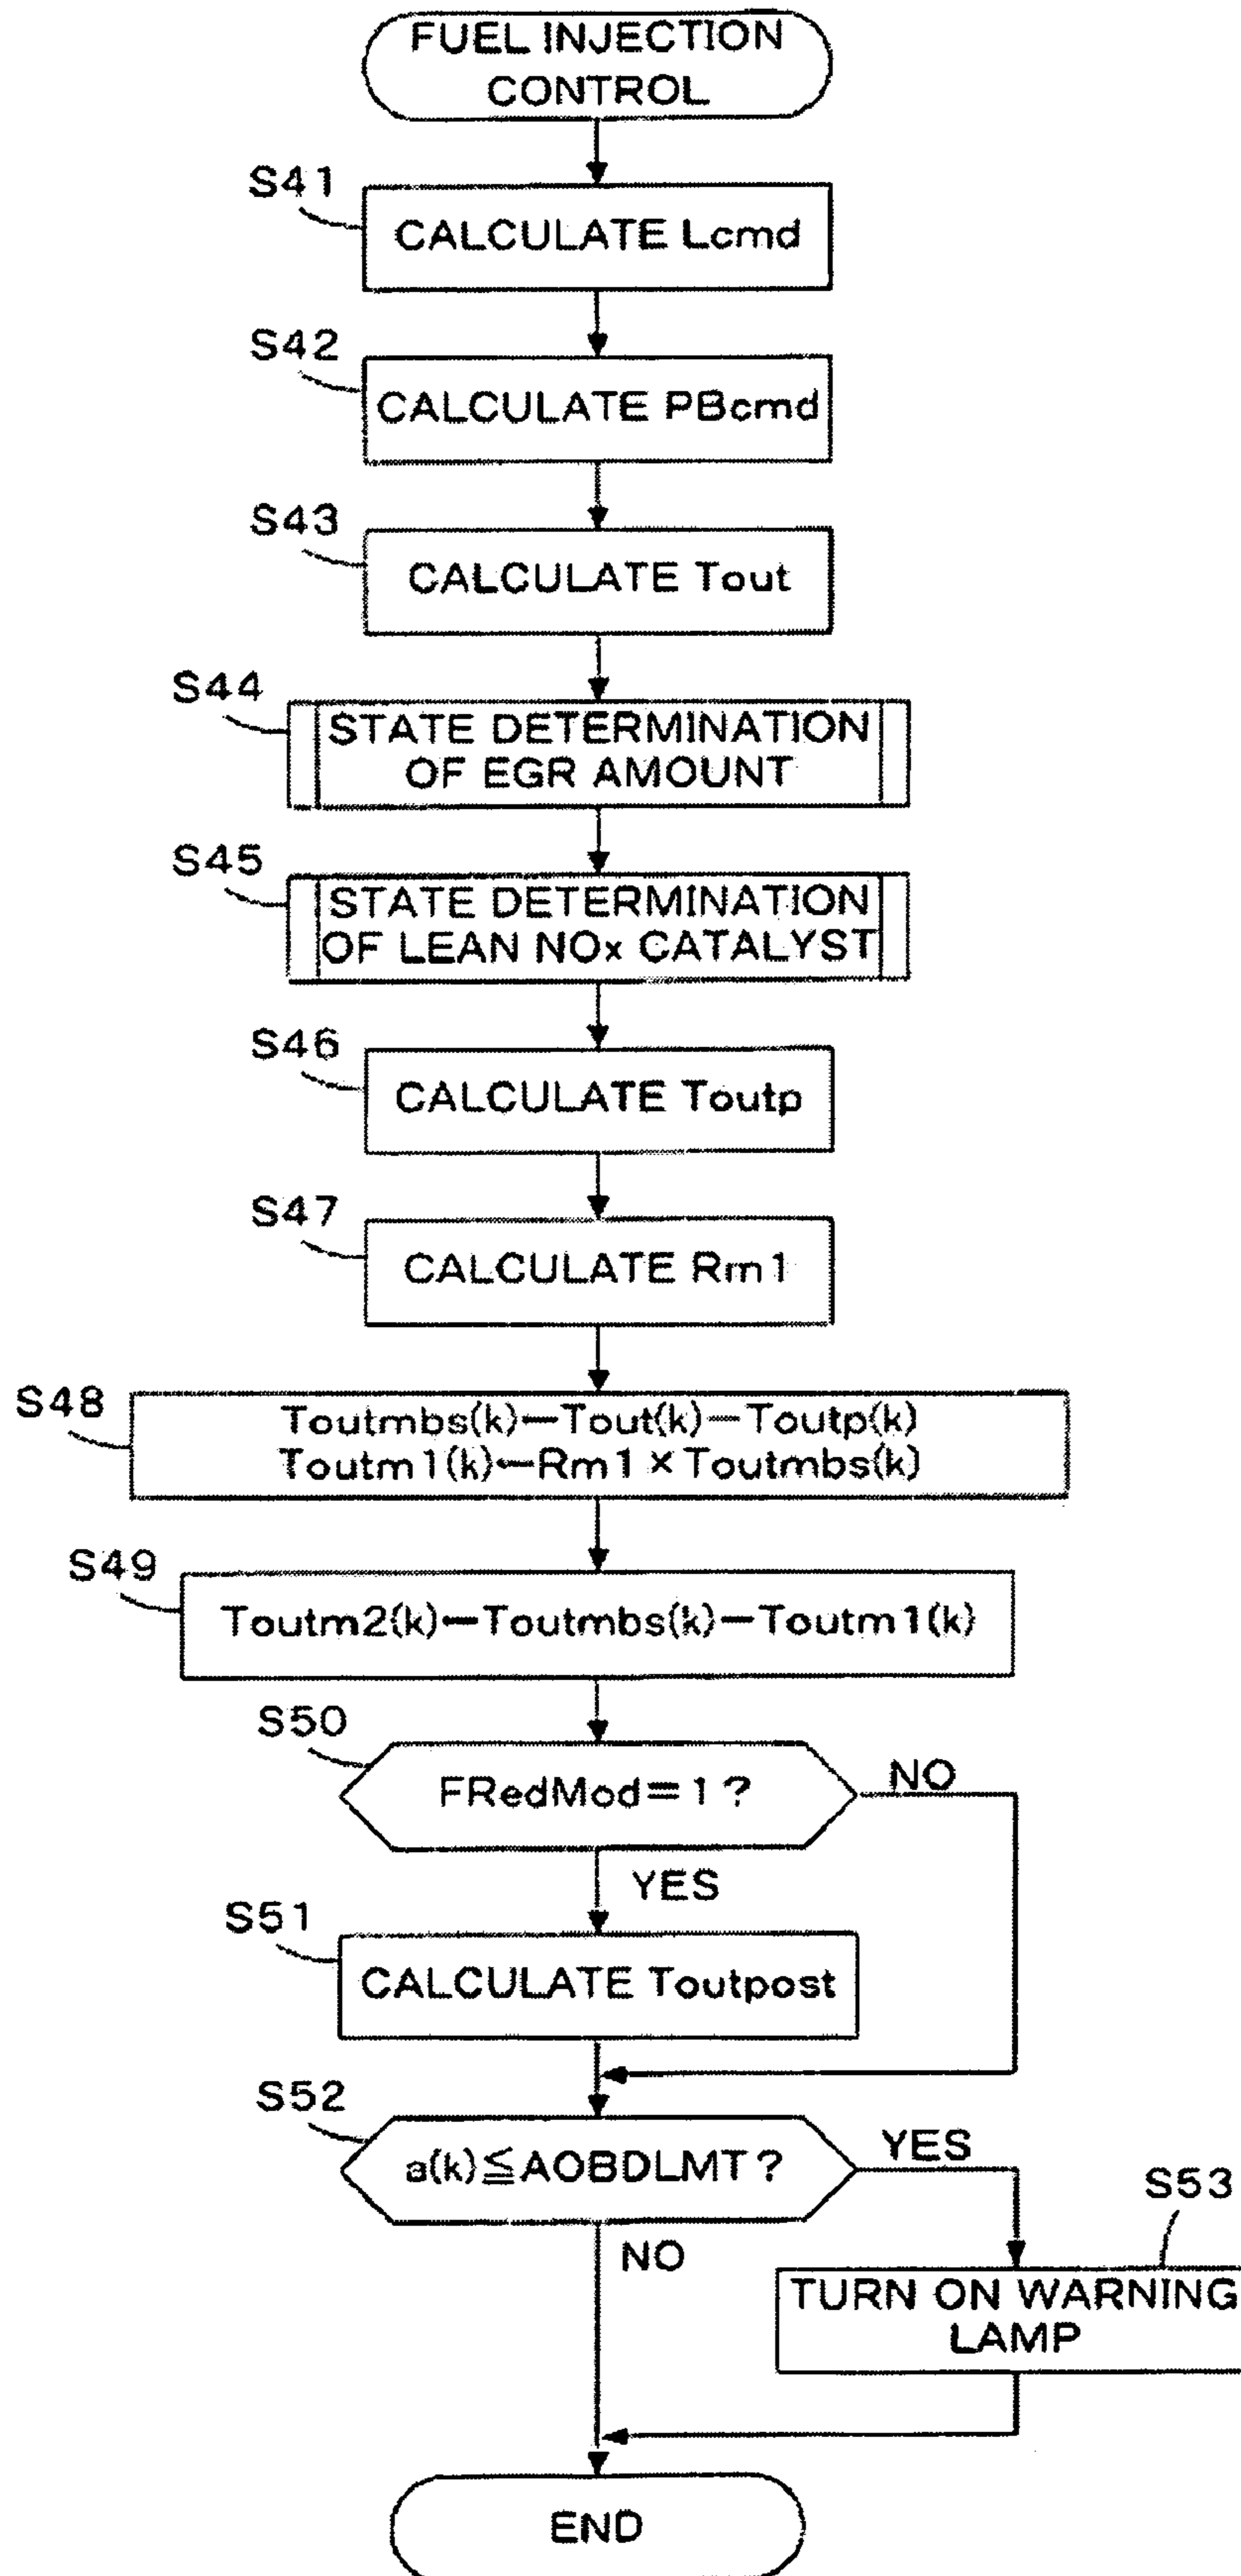 FUEL INJECTION
CONTROL
S41
CALCULATE Lcmd
S42
CALCULATE PBcmd
S43
CALCULATE Tout
S44
STATE DETERMINATION
OF EGR AMOUNT
S45
STATE DETERMINATION
OF LEAN NOx CATALYST
S46
CALCULATE Toutp
S47
CALCULATE Rm1
S48
Toutmbs(k)←Tout(k)−Toutp(k)
Toutm1(k)←Rm1×Toutmbs(k)
S49
Toutm2(k)←Toutmbs(k)−Toutm1(k)
S50
FRedMod=1?
NO
YES
S51
CALCULATE Toutpost
S52
a(k)≦AOBDLMT?
YES
NO
S53
TURN ON WARNING
LAMP
END